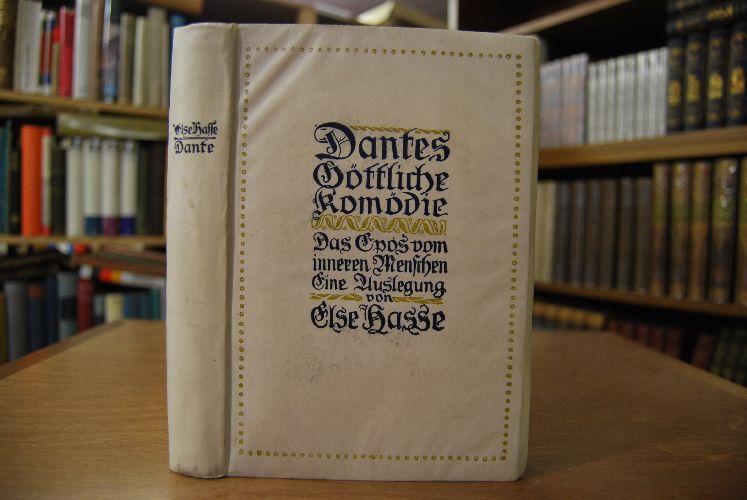 Else Hasse
Dante
Dantes
Göttliche
Komödie
Das Epos vom
inneren Menschen
Eine Auslegung
von
Else Hasse